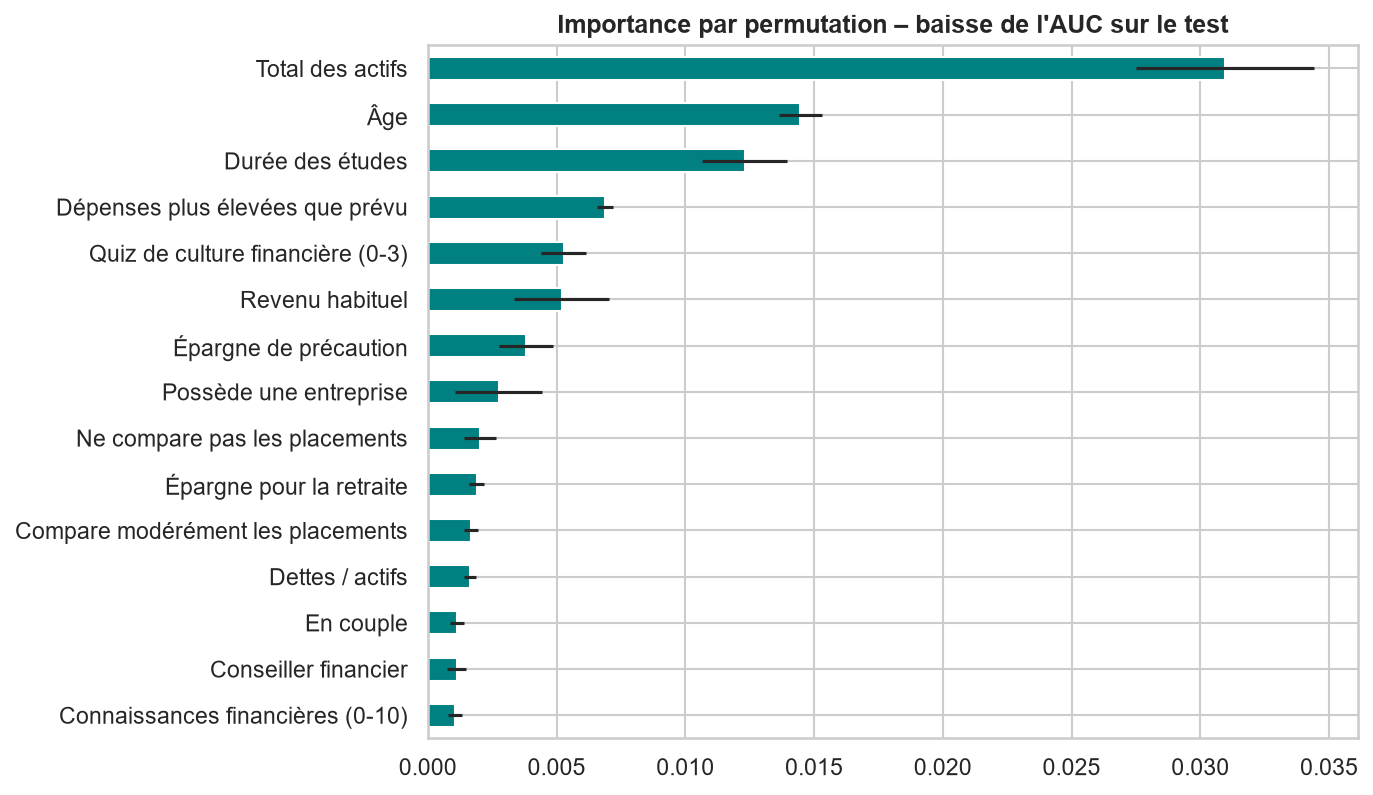 Importance par permutation – baisse de l'AUC sur le test
Total des actifs
Âge
Durée des études
Dépenses plus élevées que prévu
Quiz de culture financière (0-3)
Revenu habituel
Épargne de précaution
Possède une entreprise
Ne compare pas les placements
Épargne pour la retraite
Compare modérément les placements
Dettes / actifs
En couple
Conseiller financier
Connaissances financières (0-10)
0.000 0.005 0.010 0.015 0.020 0.025 0.030 0.035